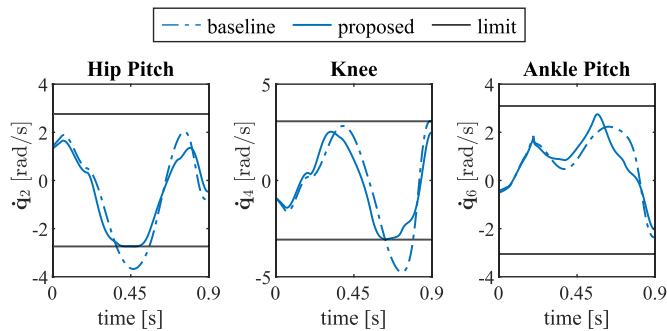 baseline proposed limit
Hip Pitch Knee Ankle Pitch
q̇₂ [rad/s]
4
2
0
-2
-4
0 0.45 0.9
time [s]
q̇₄ [rad/s]
5
0
-5
0 0.45 0.9
time [s]
q̇₆ [rad/s]
4
2
0
-2
-4
0 0.45 0.9
time [s]